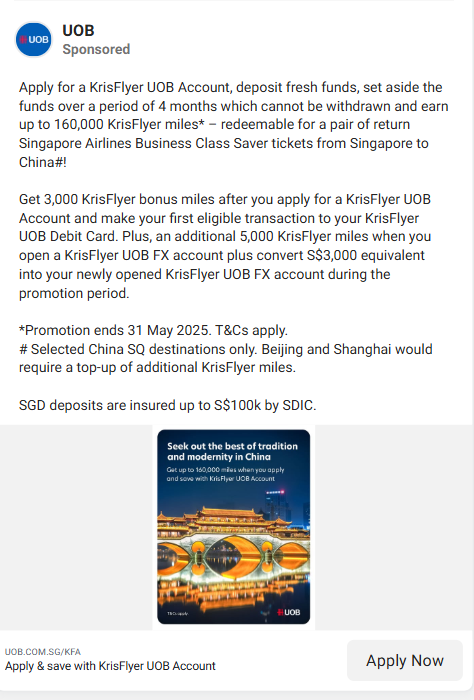 UOB
UOB
Sponsored
Apply for a KrisFlyer UOB Account, deposit fresh funds, set aside the
funds over a period of 4 months which cannot be withdrawn and earn
up to 160,000 KrisFlyer miles* – redeemable for a pair of return
Singapore Airlines Business Class Saver tickets from Singapore to
China#!
Get 3,000 KrisFlyer bonus miles after you apply for a KrisFlyer UOB
Account and make your first eligible transaction to your KrisFlyer
UOB Debit Card. Plus, an additional 5,000 KrisFlyer miles when you
open a KrisFlyer UOB FX account plus convert S$3,000 equivalent
into your newly opened KrisFlyer UOB FX account during the
promotion period.
*Promotion ends 31 May 2025. T&Cs apply.
# Selected China SQ destinations only. Beijing and Shanghai would
require a top-up of additional KrisFlyer miles.
SGD deposits are insured up to S$100k by SDIC.
Seek out the best of tradition
and modernity in China
Get up to 160,000 miles when you apply
and save with KrisFlyer UOB Account
T&Cs apply
UOB
UOB.COM.SG/KFA
Apply & save with KrisFlyer UOB Account
Apply Now